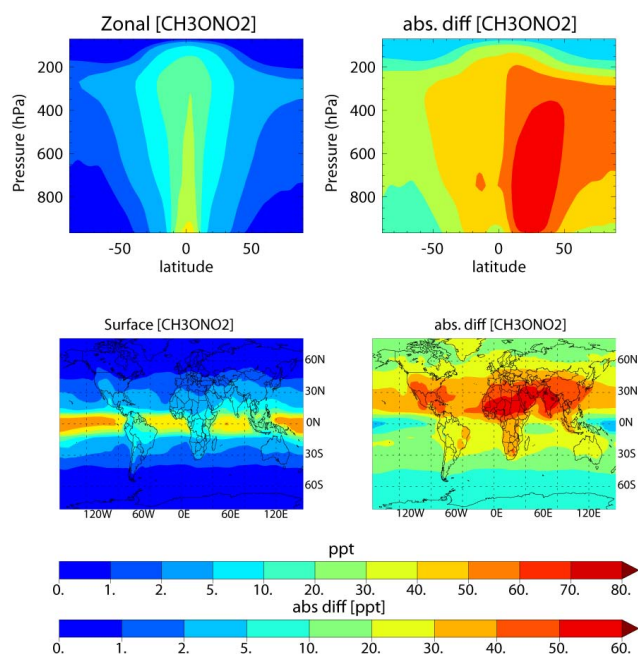 Zonal [CH3ONO2]
abs. diff [CH3ONO2]
Pressure (hPa)
200
400
600
800
-50 0 50
latitude
Pressure (hPa)
200
400
600
800
-50 0 50
latitude
Surface [CH3ONO2]
60N
30N
0N
30S
60S
120W 60W 0E 60E 120E
abs. diff [CH3ONO2]
60N
30N
0N
30S
60S
120W 60W 0E 60E 120E
ppt
0. 1. 2. 5. 10. 20. 30. 40. 50. 60. 70. 80.
abs diff [ppt]
0. 1. 2. 5. 10. 20. 30. 40. 50. 60.